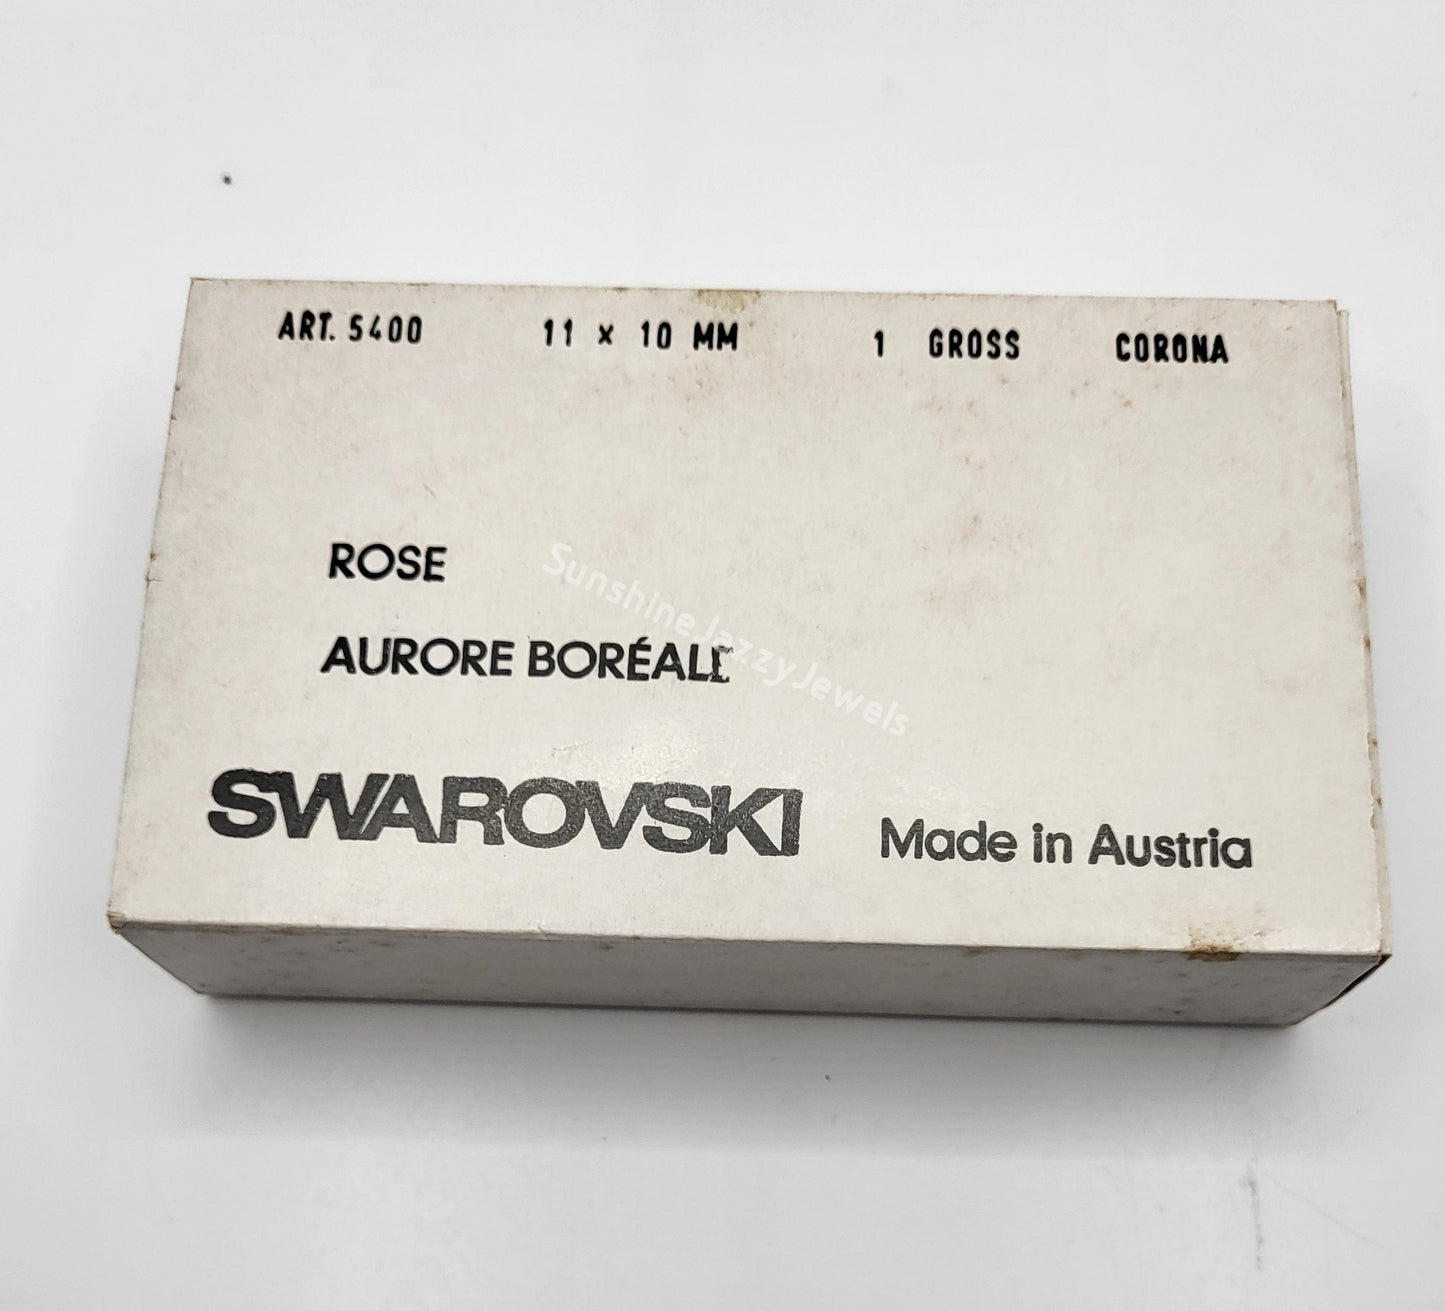 ART. 5400 11 x 10 MM 1 GROSS CORONA
ROSE
AURORE BORÉALE
SunshineJazzyJewels
SWAROVSKI Made in Austria